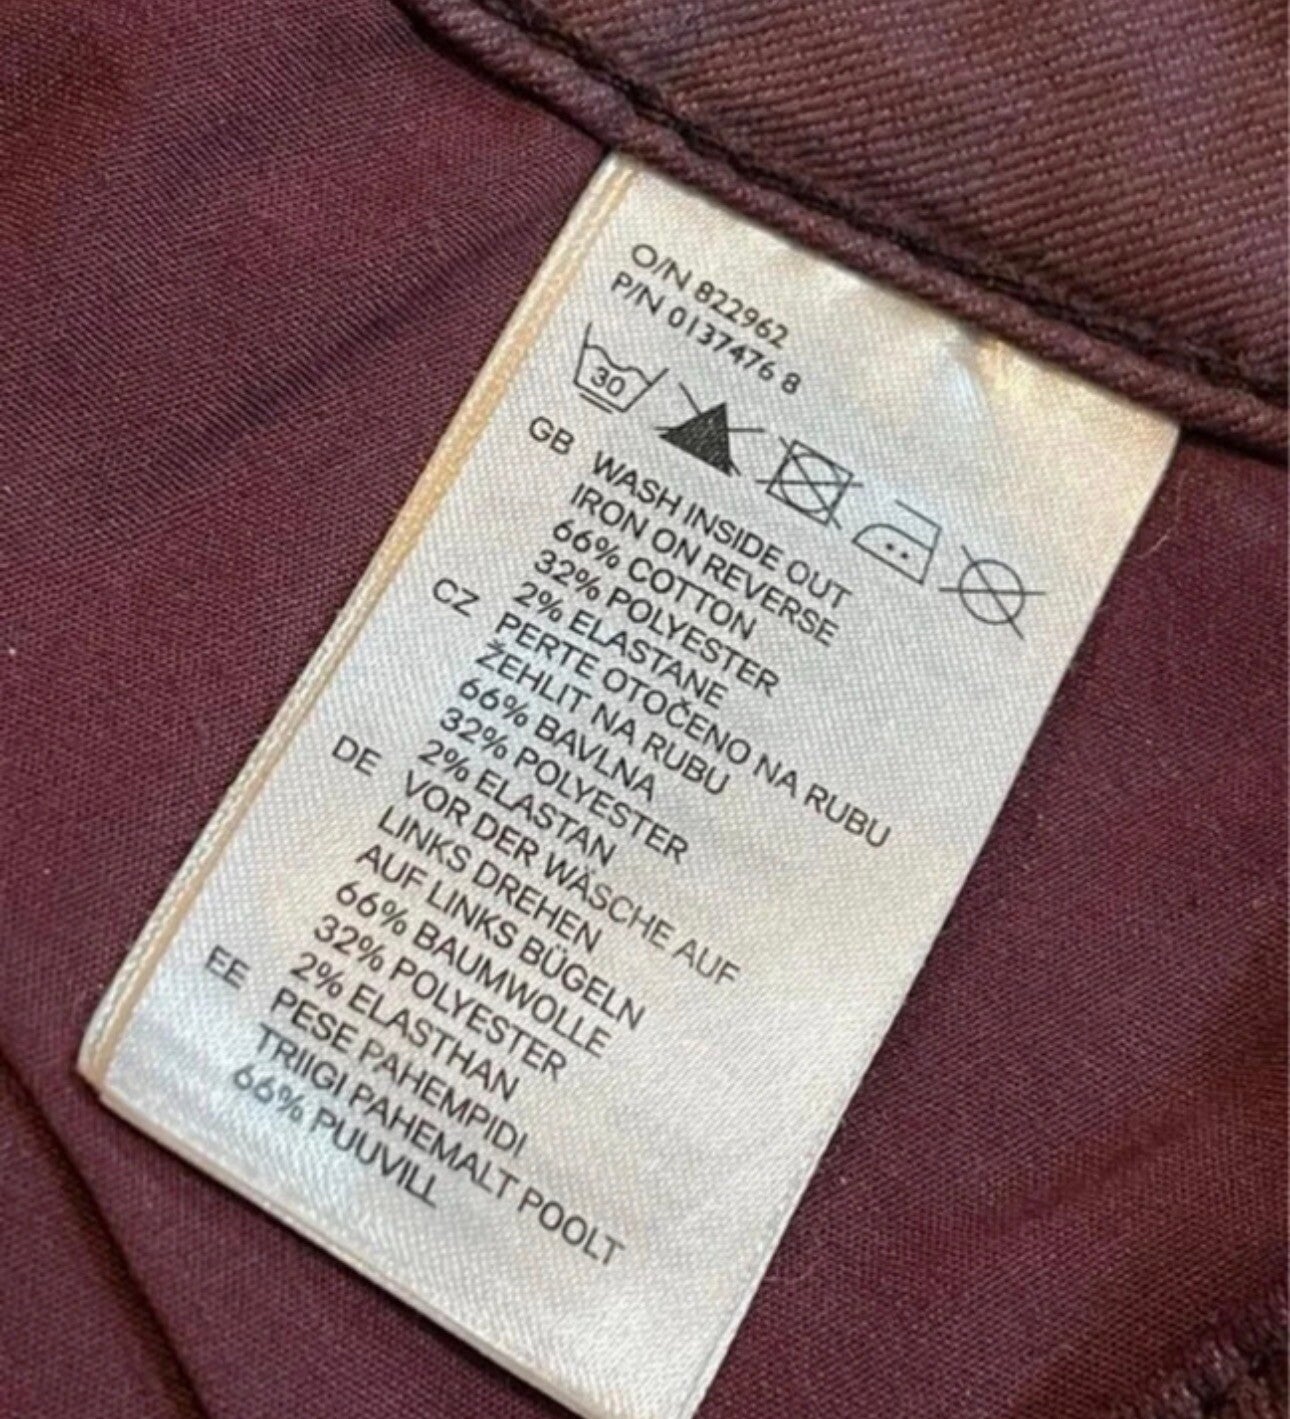 O/N 822962
P/N 0137476 8
30
GB WASH INSIDE OUT
IRON ON REVERSE
66% COTTON
32% POLYESTER
2% ELASTANE
CZ PERTE OTOČENO NA RUBU
ŽEHLIT NA RUBU
66% BAVLNA
32% POLYESTER
2% ELASTAN
DE VOR DER WÄSCHE AUF
LINKS DREHEN
AUF LINKS BÜGELN
66% BAUMWOLLE
32% POLYESTER
2% ELASTHAN
EE PESE PAHEMPIDI
TRIIGI PAHEMALT POOLT
66% PUUVILL